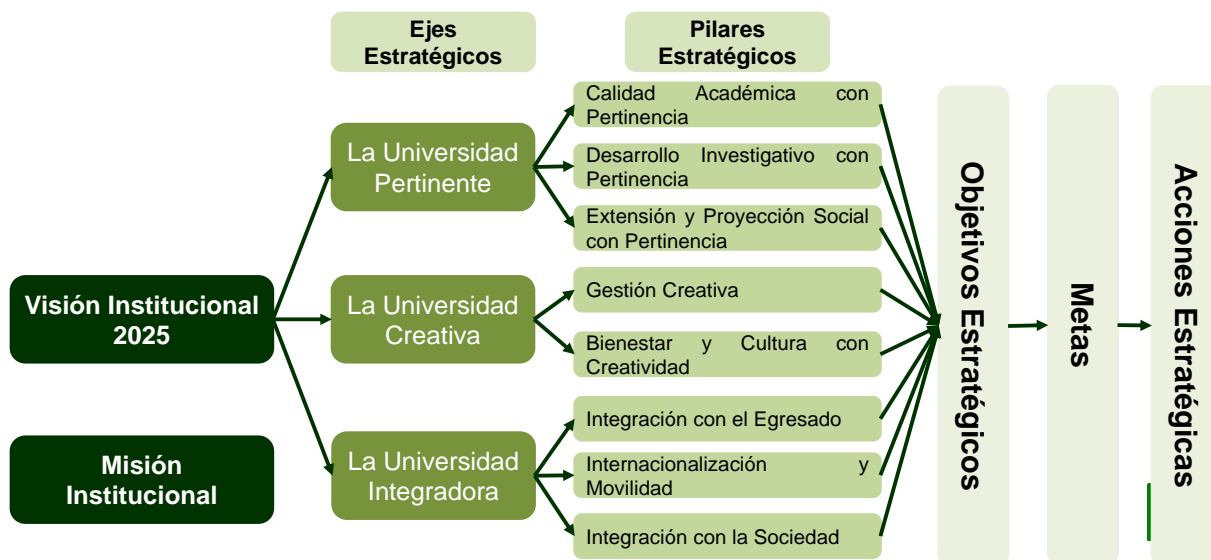 Ejes
Estratégicos
Pilares
Estratégicos
Visión Institucional
2025
Misión
Institucional
La Universidad
Pertinente
La Universidad
Creativa
La Universidad
Integradora
Calidad Académica con
Pertinencia
Desarrollo Investigativo con
Pertinencia
Extensión y Proyección Social
con Pertinencia
Gestión Creativa
Bienestar y Cultura con
Creatividad
Integración con el Egresado
Internacionalización y
Movilidad
Integración con la Sociedad
Objetivos Estratégicos
Metas
Acciones Estratégicas